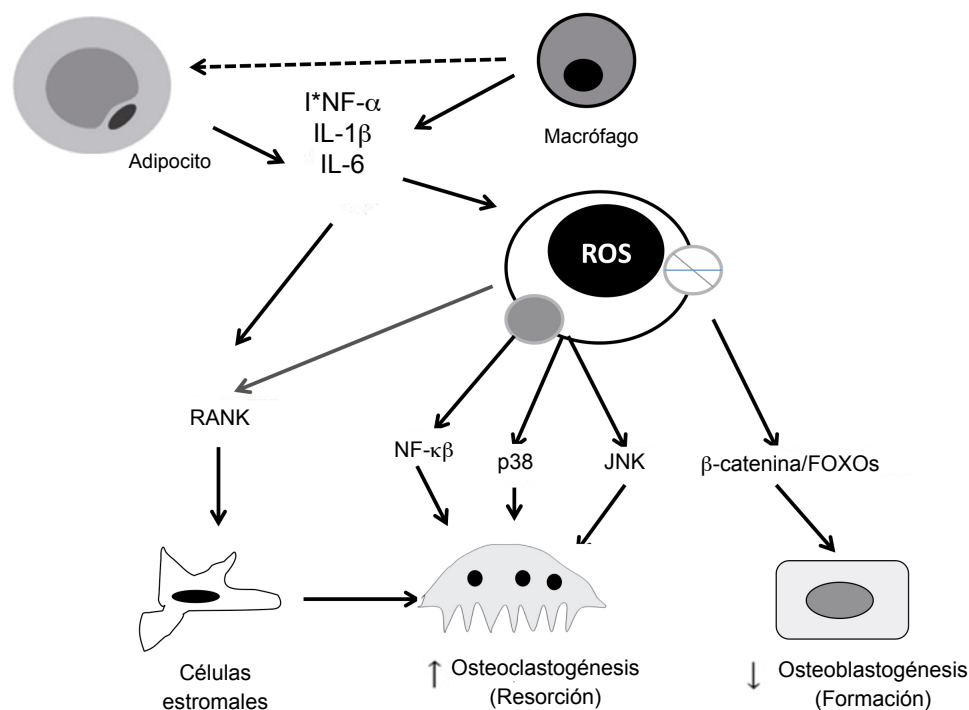 I*NF-α
IL-1β
IL-6
Adipocito
Macrófago
ROS
RANK
NF-κβ
p38
JNK
β-catenina/FOXOs
Células
estromales
↑ Osteoclastogénesis
(Resorción)
↓ Osteoblastogénesis
(Formación)